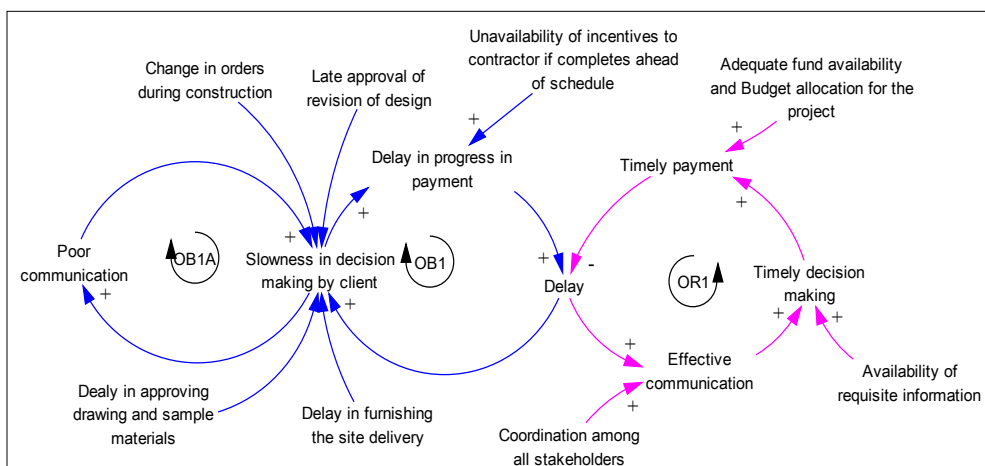 Change in orders
during construction
Late approval of
revision of design
Unavailability of incentives to
contractor if completes ahead
of schedule
Adequate fund availability
and Budget allocation for the
project
+
+
Delay in progress in
payment
Timely payment
+
+
Poor
communication
+
OB1A
+
Slowness in decision
making by client
+
OB1
+
Delay
-
OR1
Timely decision
making
+
+
+
Effective
communication
+
Availability of
requisite information
Dealy in approving
drawing and sample
materials
Delay in furnishing
the site delivery
Coordination among
all stakeholders